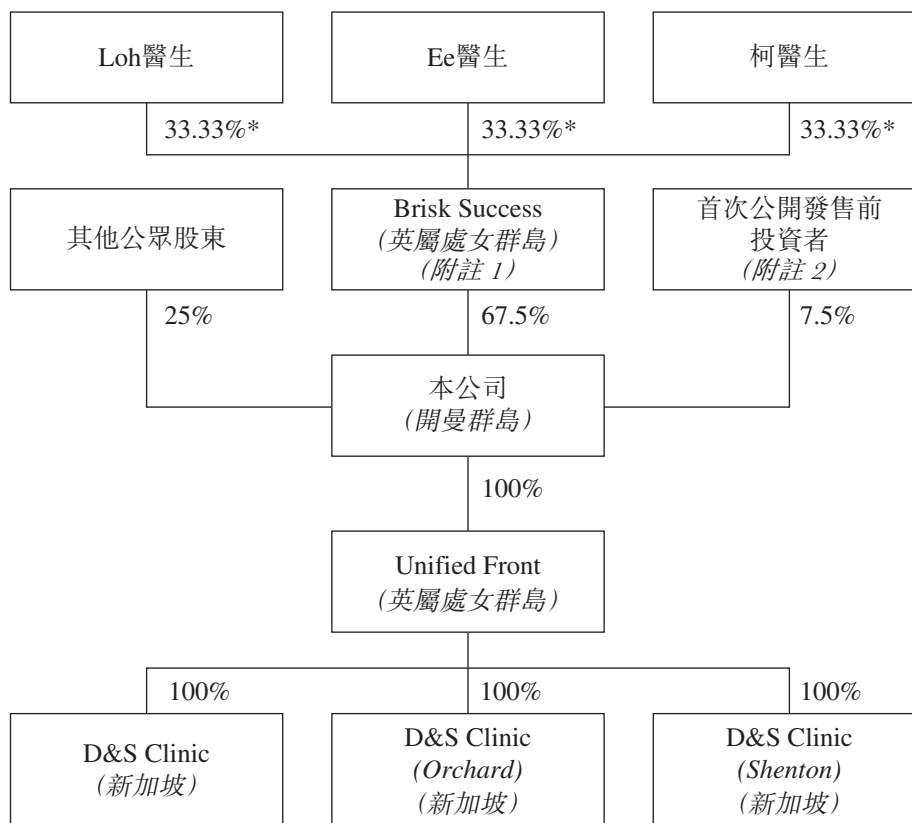 Loh醫生
Ee醫生
柯醫生
33.33%*
33.33%*
33.33%*
其他公眾股東
Brisk Success
(英屬處女群島)
(附註 1)
首次公開發售前
投資者
(附註 2)
25%
67.5%
7.5%
本公司
(開曼群島)
100%
Unified Front
(英屬處女群島)
100%
100%
100%
D&S Clinic
(新加坡)
D&S Clinic
(Orchard)
(新加坡)
D&S Clinic
(Shenton)
(新加坡)